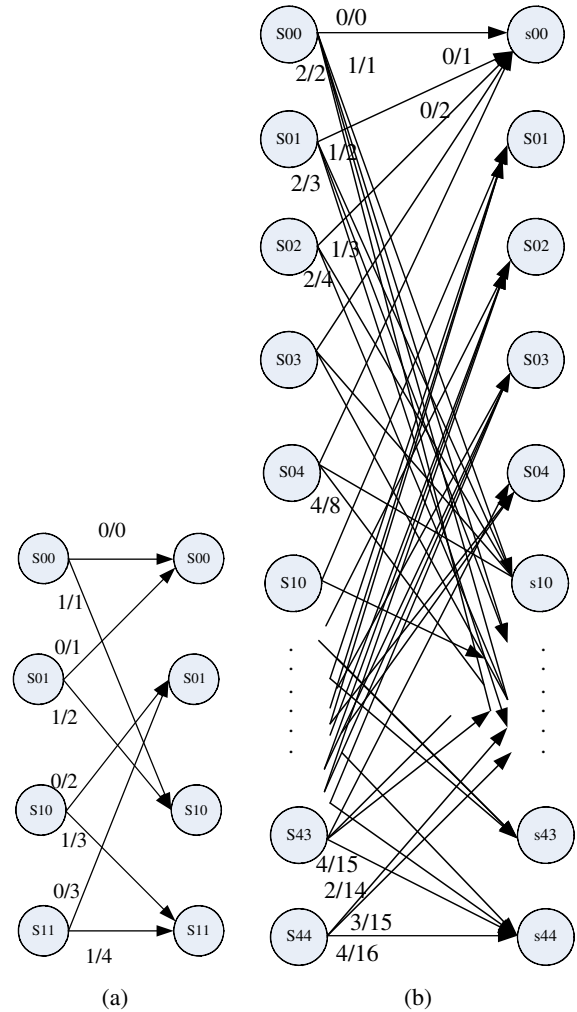 S00
0/0
S00
1/1
S01
0/1
S01
1/2
S10
0/2
S10
1/3
S11
0/3
S11
1/4
(a)
S00
0/0
s00
2/2
1/1
0/1
0/2
S01
1/2
S01
2/3
S02
1/3
S02
2/4
S03
S03
S04
S04
4/8
S10
s10
S43
s43
4/15
2/14
S44
3/15
s44
4/16
(b)